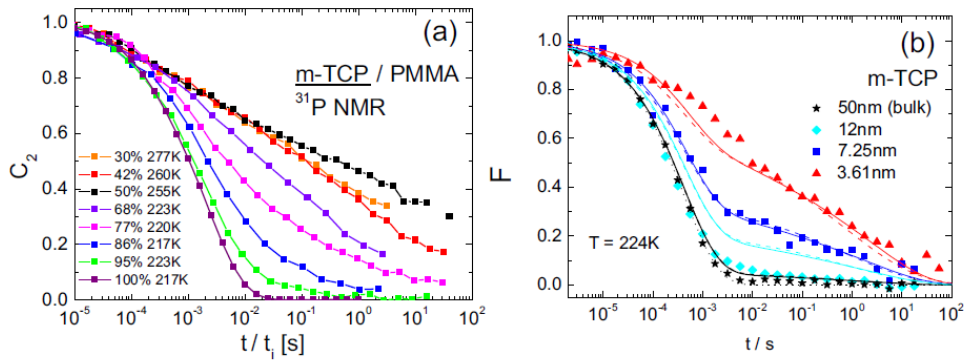 (a)
m-TCP / PMMA
31P NMR
C2
1.0
0.8
0.6
0.4
0.2
0.0
30% 277K
42% 260K
50% 255K
68% 223K
77% 220K
86% 217K
95% 223K
100% 217K
10-5 10-4 10-3 10-2 10-1 100 101 102
t / ti [s]
(b)
m-TCP
50nm (bulk)
12nm
7.25nm
3.61nm
F
1.0
0.8
0.6
0.4
0.2
0.0
T = 224K
10-5 10-4 10-3 10-2 10-1 100 101 102
t / s